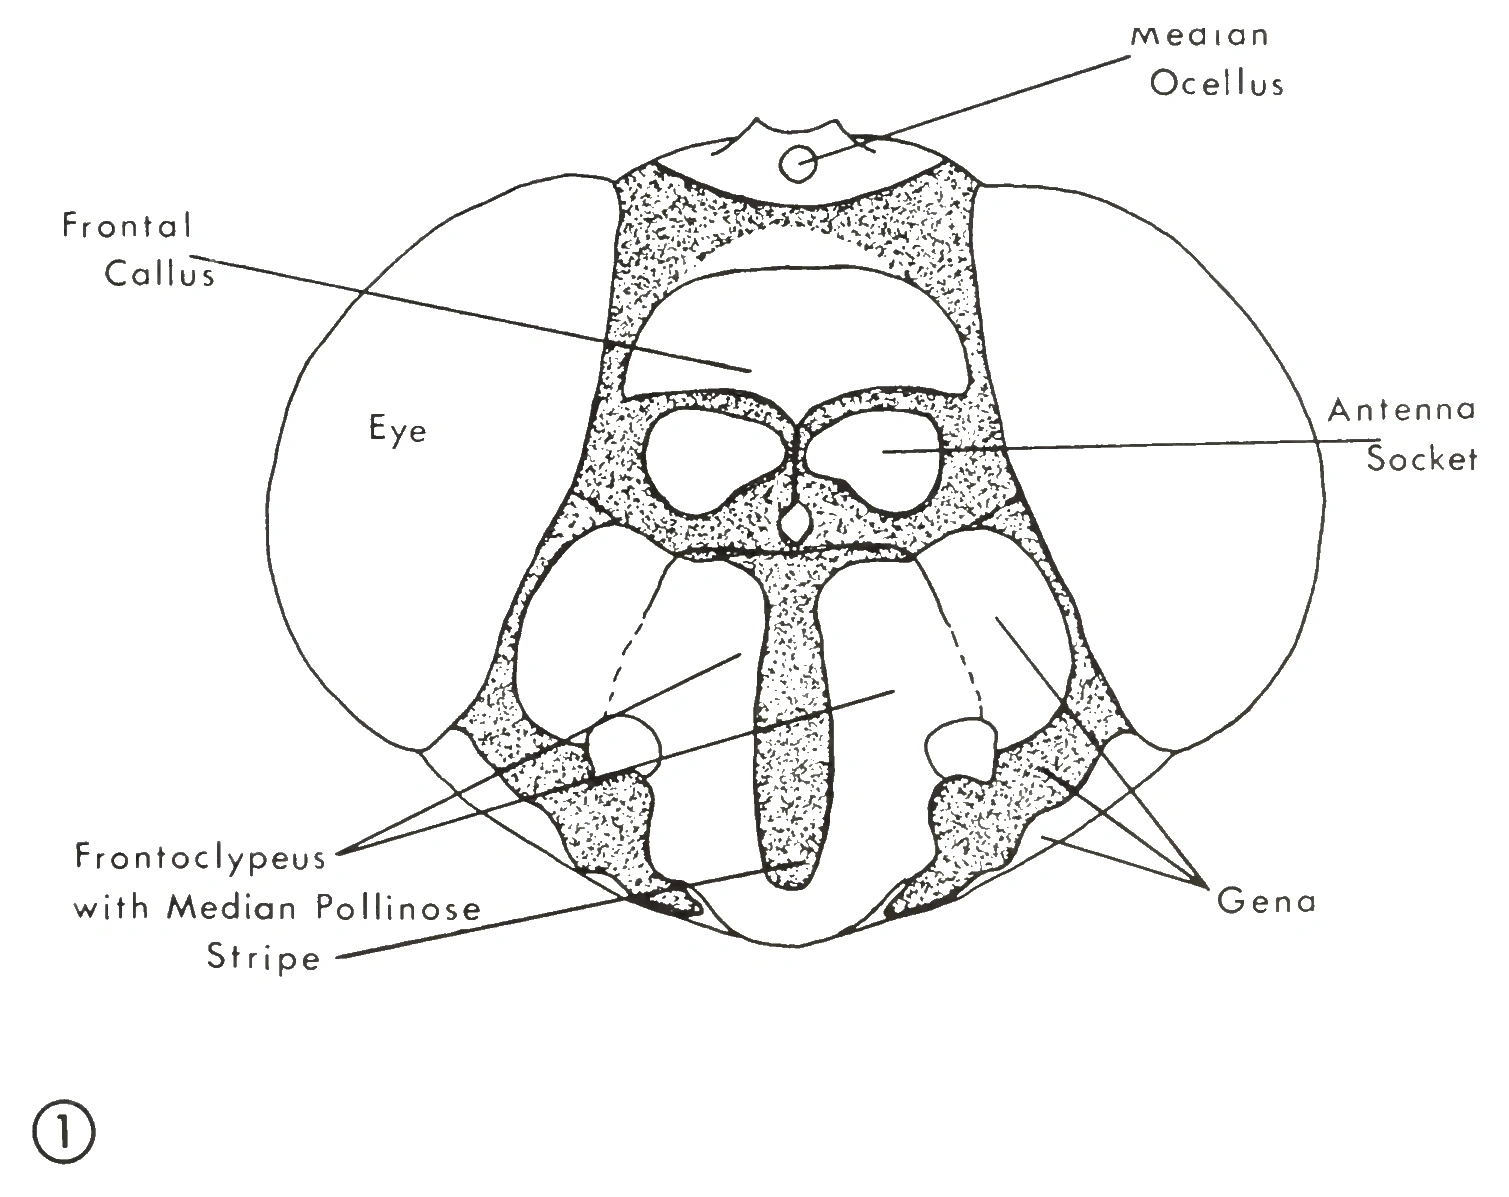 Median
Ocellus
Frontal
Callus
Eye
Antenna
Socket
Frontoclypeus
with Median Pollinose
Stripe
Gena
1